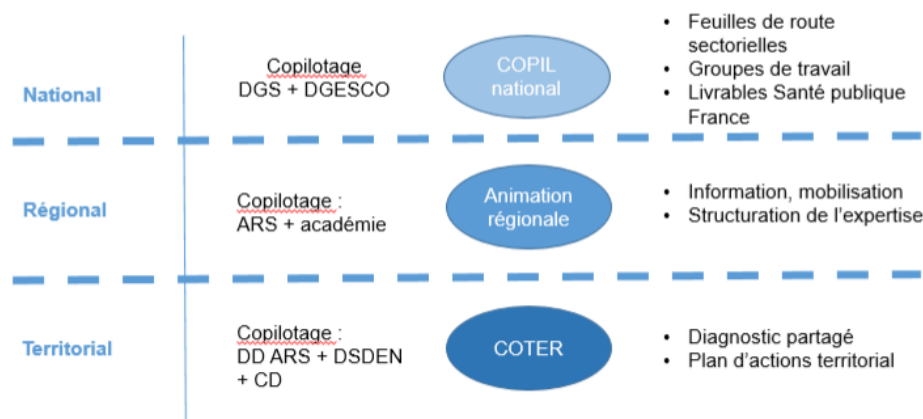 National
Copilotage
DGS + DGESCO
COPIL
national
• Feuilles de route
sectorielles
• Groupes de travail
• Livrables Santé publique
France
Régional
Copilotage :
ARS + académie
Animation
régionale
• Information, mobilisation
• Structuration de l’expertise
Territorial
Copilotage :
DD ARS + DSDEN
+ CD
COTER
• Diagnostic partagé
• Plan d’actions territorial